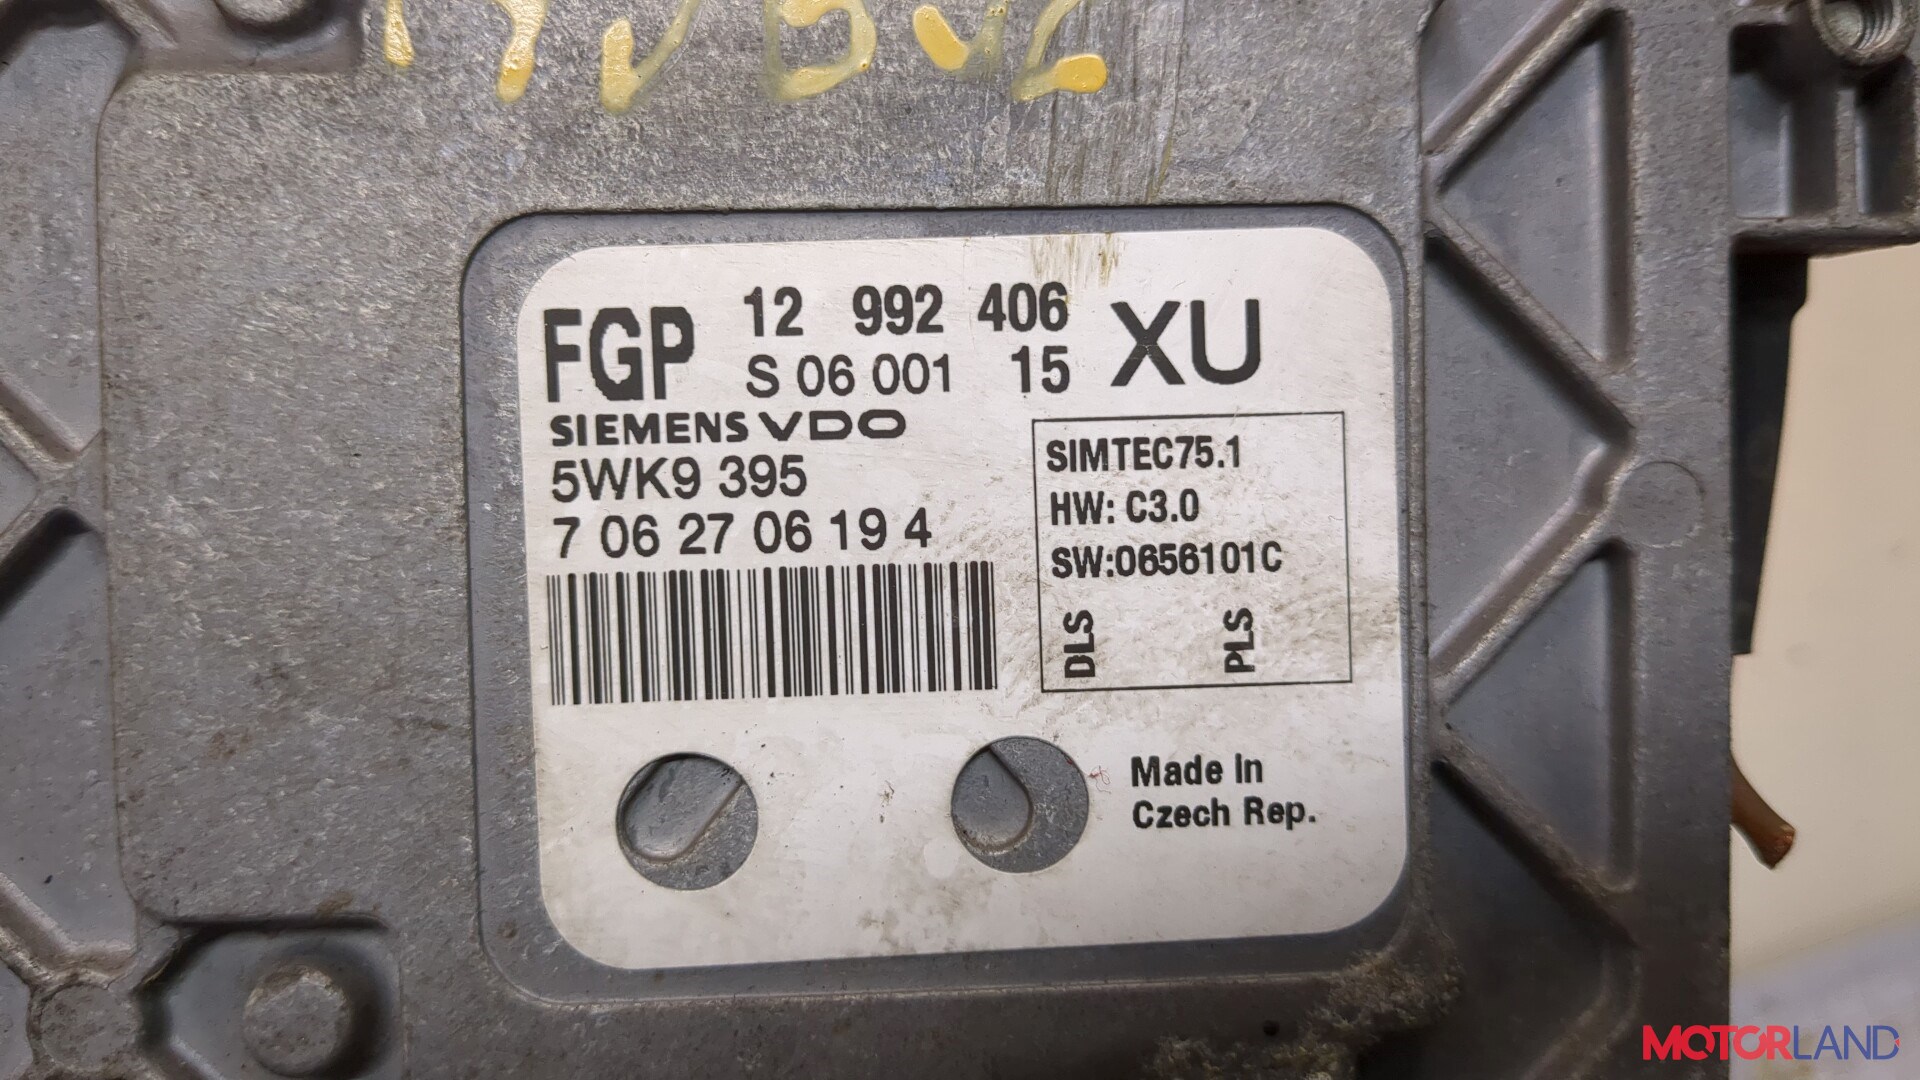 FGP 12 992 406 XU
S 06 001 15
SIEMENS VDO
5WK9 395
7 06 27 06 19 4
SIMTEC75.1
HW: C3.0
SW:0656101C
DLS PLS
Made in
Czech Rep.
MOTORLAND